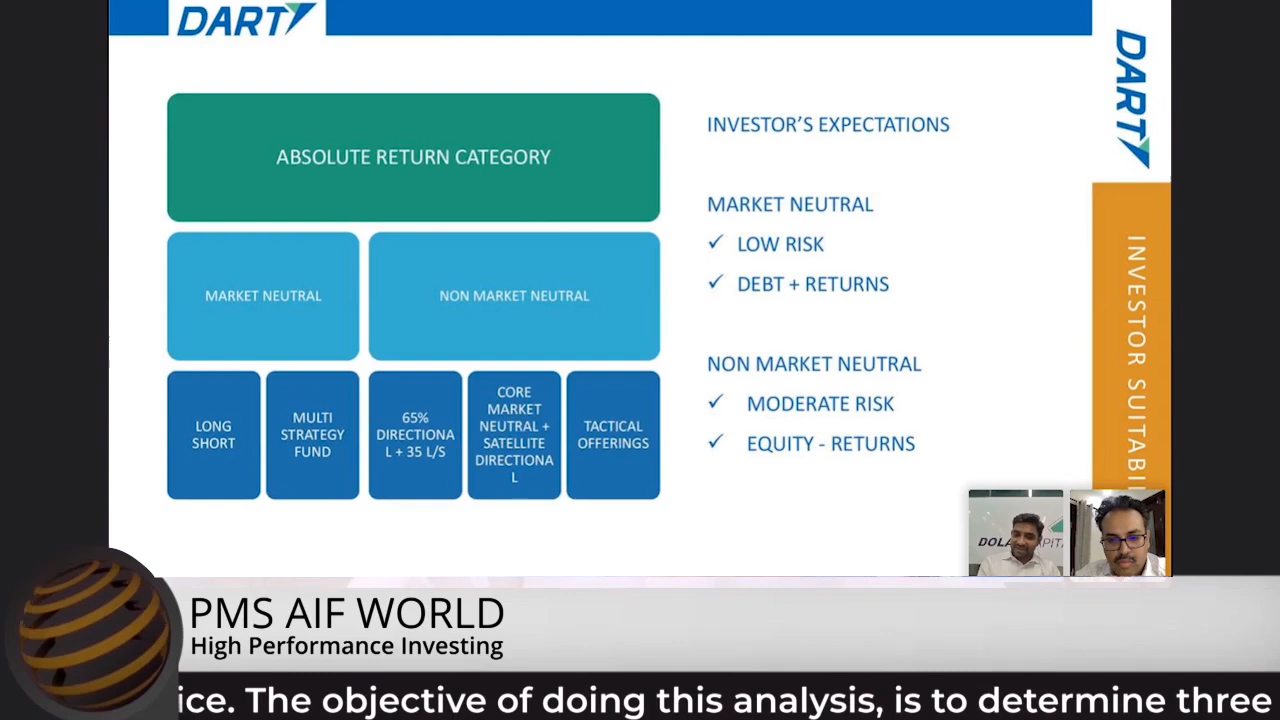 DART
DART
ABSOLUTE RETURN CATEGORY
MARKET NEUTRAL
NON MARKET NEUTRAL
LONG
SHORT
MULTI
STRATEGY
FUND
65%
DIRECTIONA
L + 35 L/S
CORE
MARKET
NEUTRAL +
SATELLITE
DIRECTIONA
L
TACTICAL
OFFERINGS
INVESTOR’S EXPECTATIONS
MARKET NEUTRAL
✓ LOW RISK
✓ DEBT + RETURNS
NON MARKET NEUTRAL
✓ MODERATE RISK
✓ EQUITY - RETURNS
INVESTOR SUITABI
PMS AIF WORLD
High Performance Investing
ice. The objective of doing this analysis, is to determine three